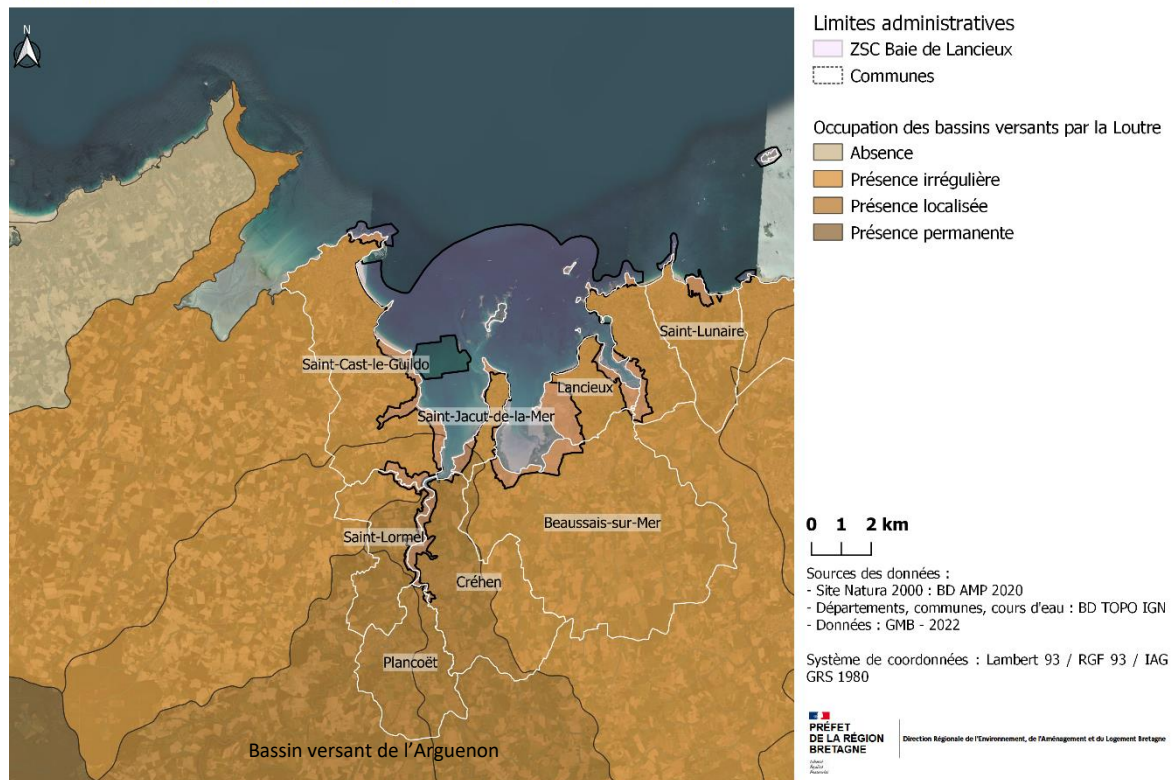 N
Saint-Cast-le-Guildo
Saint-Jacut-de-la-Mer
Lancieux
Saint-Lunaire
Beaussais-sur-Mer
Saint-Lormel
Créhen
Plancoët
Bassin versant de l'Arguenon
Limites administratives
ZSC Baie de Lancieux
Communes
Occupation des bassins versants par la Loutre
Absence
Présence irrégulière
Présence localisée
Présence permanente
0 1 2 km
Sources des données :
- Site Natura 2000 : BD AMP 2020
- Départements, communes, cours d'eau : BD TOPO IGN
- Données : GMB - 2022
Système de coordonnées : Lambert 93 / RGF 93 / IAG
GRS 1980
PRÉFET
DE LA RÉGION
BRETAGNE
Liberté
Égalité
Fraternité
Direction Régionale de l'Environnement, de l'Aménagement et du Logement Bretagne